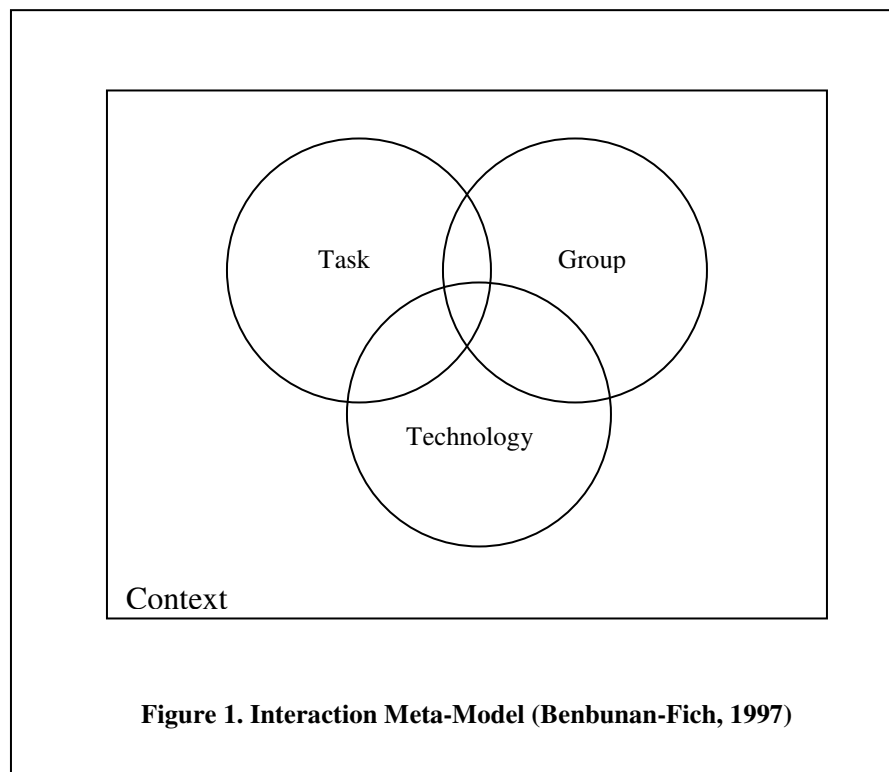 Task
Group
Technology
Context
Figure 1. Interaction Meta-Model (Benbunan-Fich, 1997)